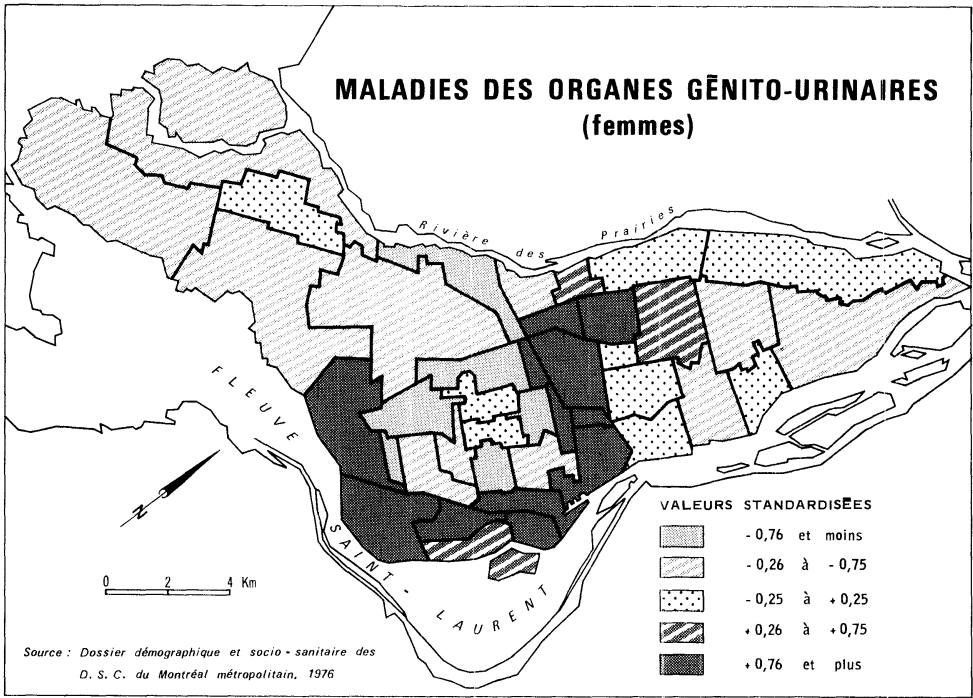 MALADIES DES ORGANES GĒNITO-URINAIRES
(femmes)
Rivière des Prairies
FLEUVE SAINT-LAURENT
N
0 2 4 Km
VALEURS STANDARDISĒES
- 0,76 et moins
- 0,26 à - 0,75
- 0,25 à + 0,25
+ 0,26 à + 0,75
+ 0,76 et plus
Source : Dossier démographique et socio - sanitaire des
D. S. C. du Montréal métropolitain, 1976